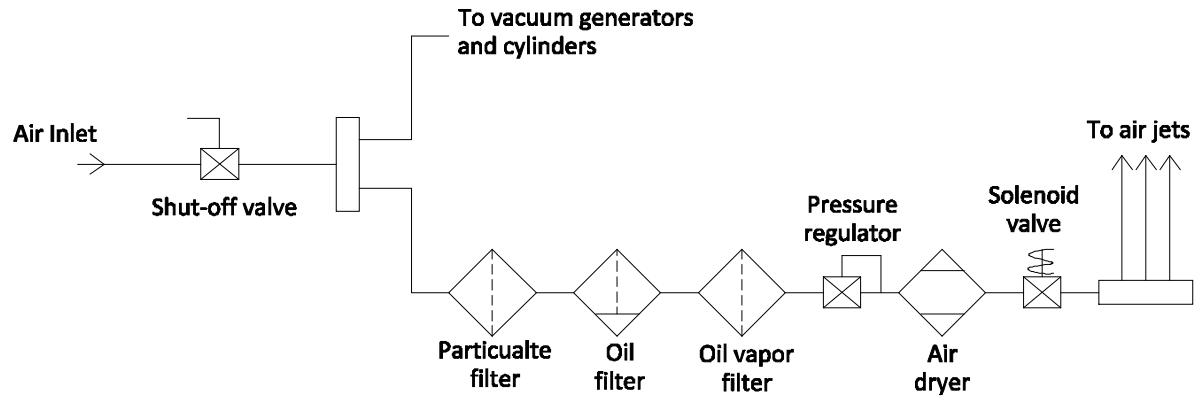 To vacuum generators
and cylinders
Air Inlet
Shut-off valve
To air jets
Solenoid
valve
Pressure
regulator
Particualte
filter
Oil
filter
Oil vapor
filter
Air
dryer